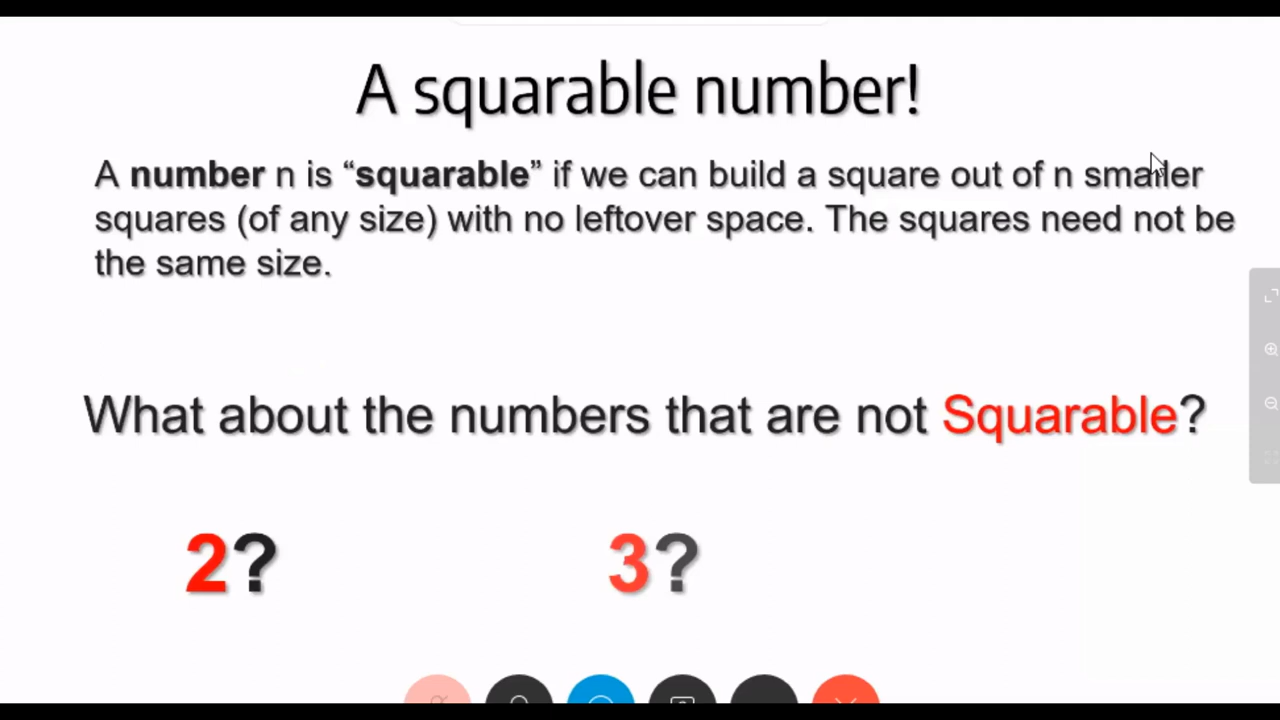 A squarable number!
A number n is “squarable” if we can build a square out of n smaller
squares (of any size) with no leftover space. The squares need not be
the same size.
What about the numbers that are not Squarable?
2? 3?